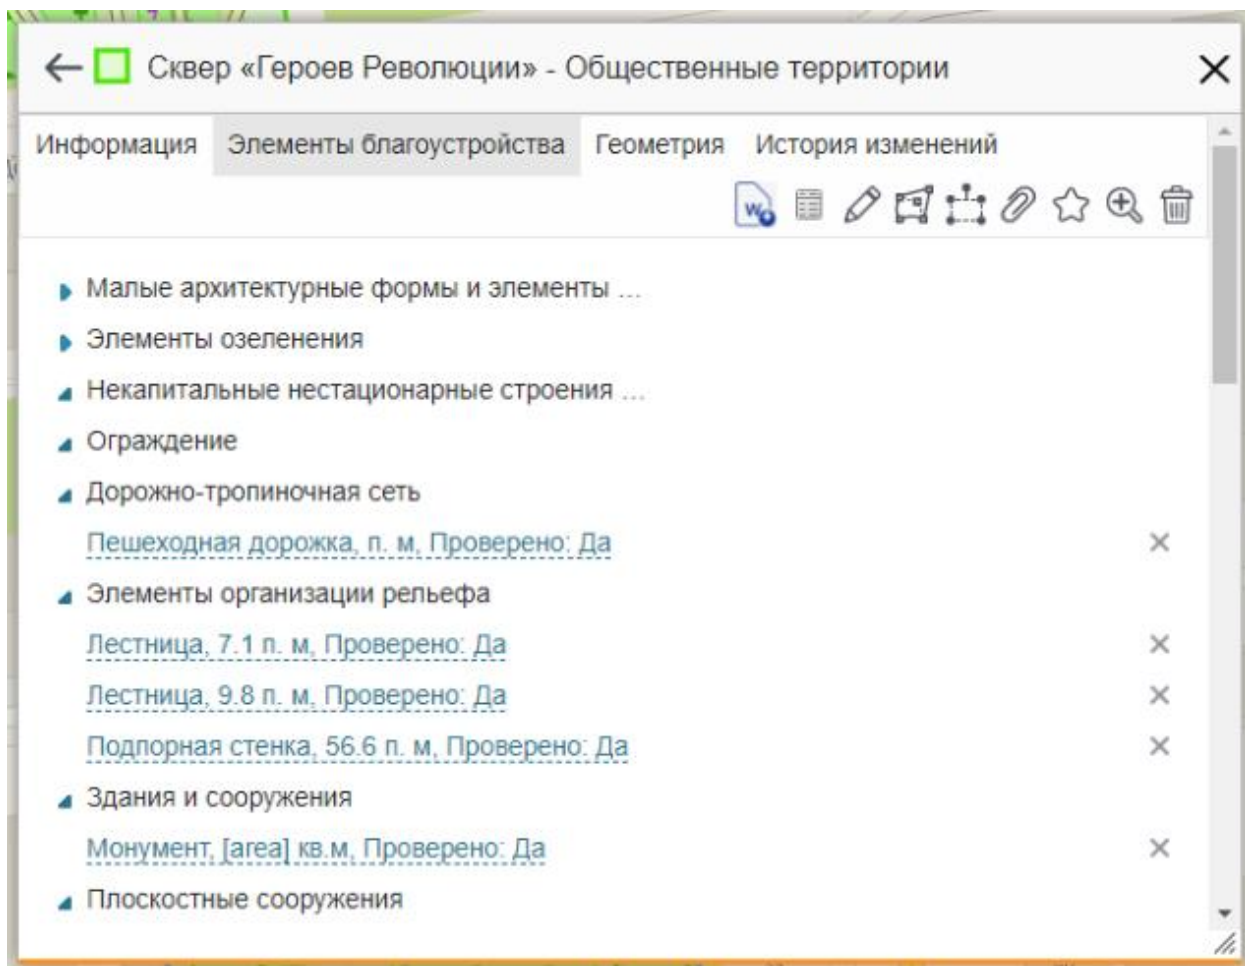 Сквер «Героев Революции» - Общественные территории
Информация Элементы благоустройства Геометрия История изменений
W
Малые архитектурные формы и элементы ...
Элементы озеленения
Некапитальные нестационарные строения ...
Ограждение
Дорожно-тропиночная сеть
Пешеходная дорожка, п. м, Проверено: Да
Элементы организации рельефа
Лестница, 7.1 п. м, Проверено: Да
Лестница, 9.8 п. м, Проверено: Да
Подпорная стенка, 56.6 п. м, Проверено: Да
Здания и сооружения
Монумент, [area] кв.м, Проверено: Да
Плоскостные сооружения